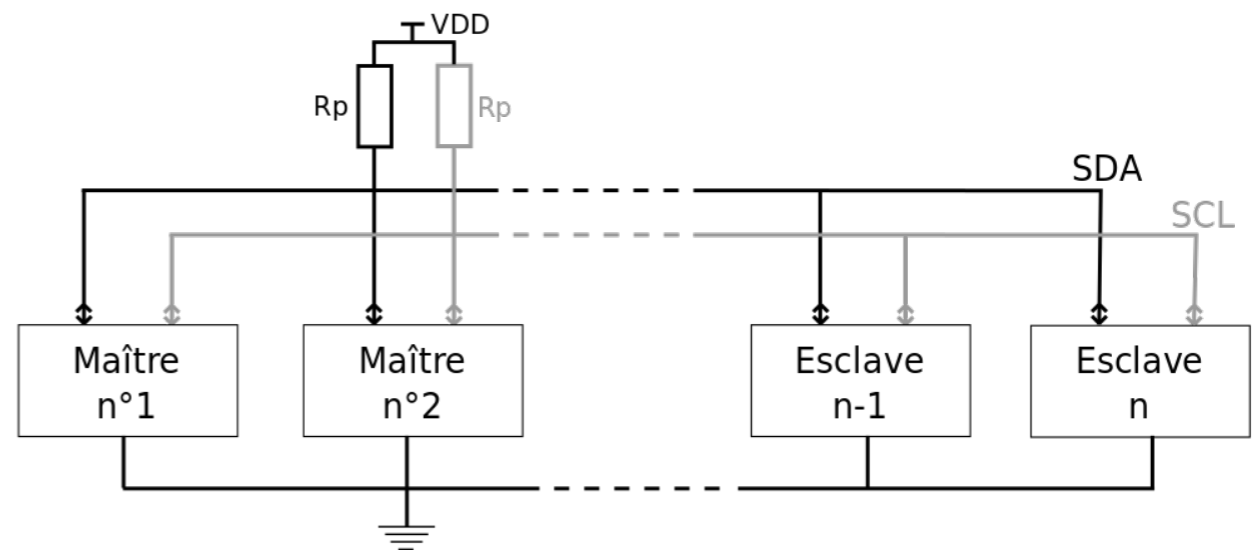 VDD
Rp
Rp
SDA
SCL
Maître
n°1
Maître
n°2
Esclave
n-1
Esclave
n